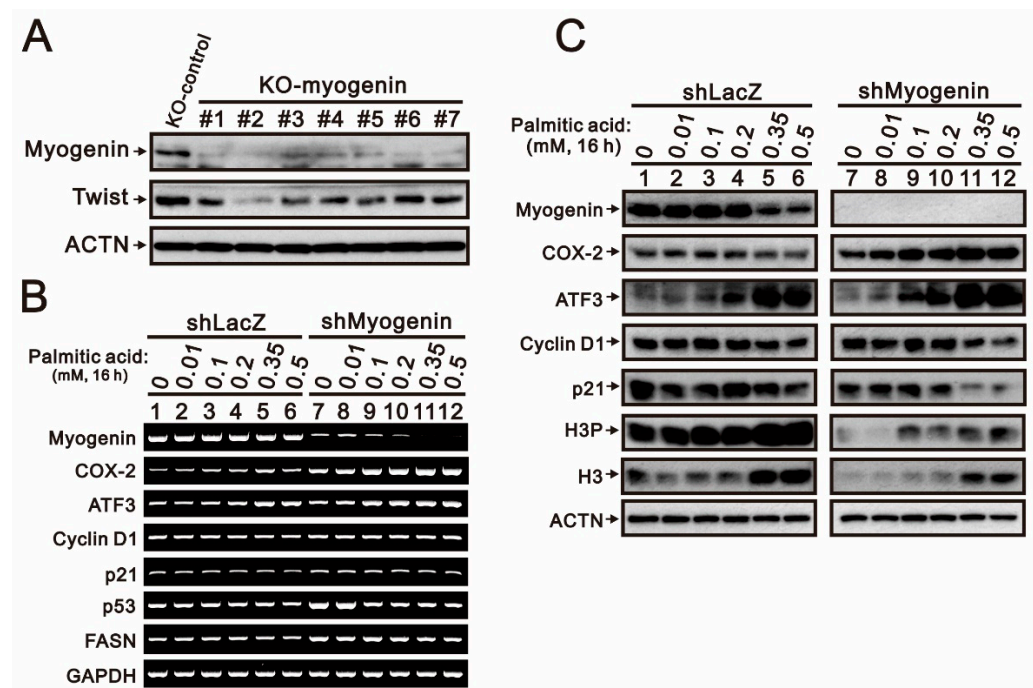 A
KO-control
KO-myogenin
#1 #2 #3 #4 #5 #6 #7
Myogenin
Twist
ACTN
B
shLacZ shMyogenin
Palmitic acid:
(mM, 16 h)
0 0.01 0.1 0.2 0.35 0.5 0 0.01 0.1 0.2 0.35 0.5
1 2 3 4 5 6 7 8 9 10 11 12
Myogenin
COX-2
ATF3
Cyclin D1
p21
p53
FASN
GAPDH
C
shLacZ shMyogenin
Palmitic acid:
(mM, 16 h)
0 0.01 0.1 0.2 0.35 0.5 0 0.01 0.1 0.2 0.35 0.5
1 2 3 4 5 6 7 8 9 10 11 12
Myogenin
COX-2
ATF3
Cyclin D1
p21
H3P
H3
ACTN